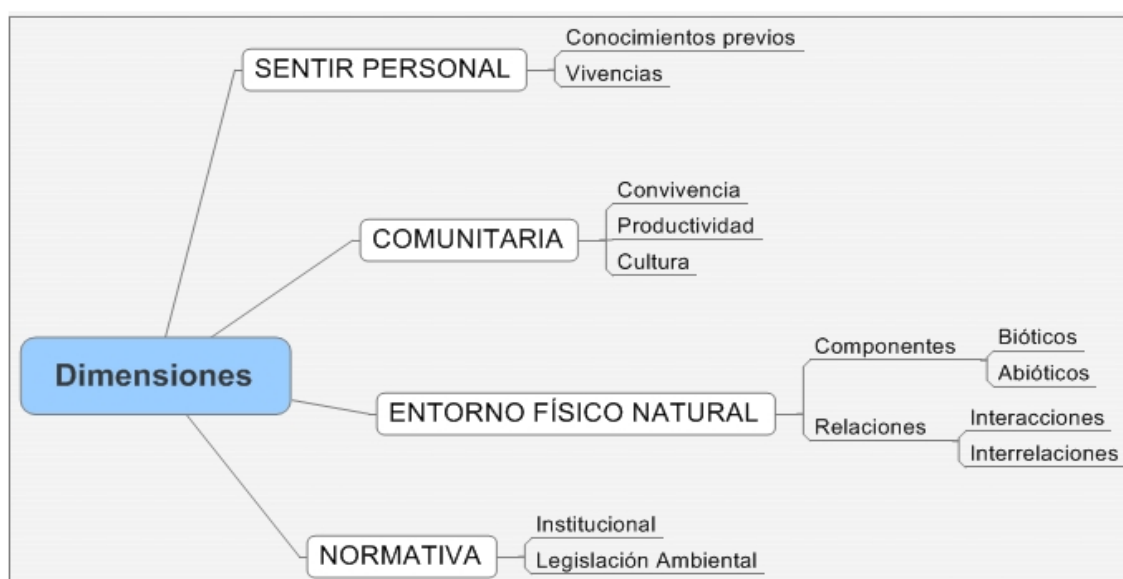 Conocimientos previos
SENTIR PERSONAL
Vivencias
Convivencia
COMUNITARIA
Productividad
Cultura
Dimensiones
ENTORNO FÍSICO NATURAL
Componentes
Bióticos
Abióticos
Relaciones
Interacciones
Interrelaciones
NORMATIVA
Institucional
Legislación Ambiental